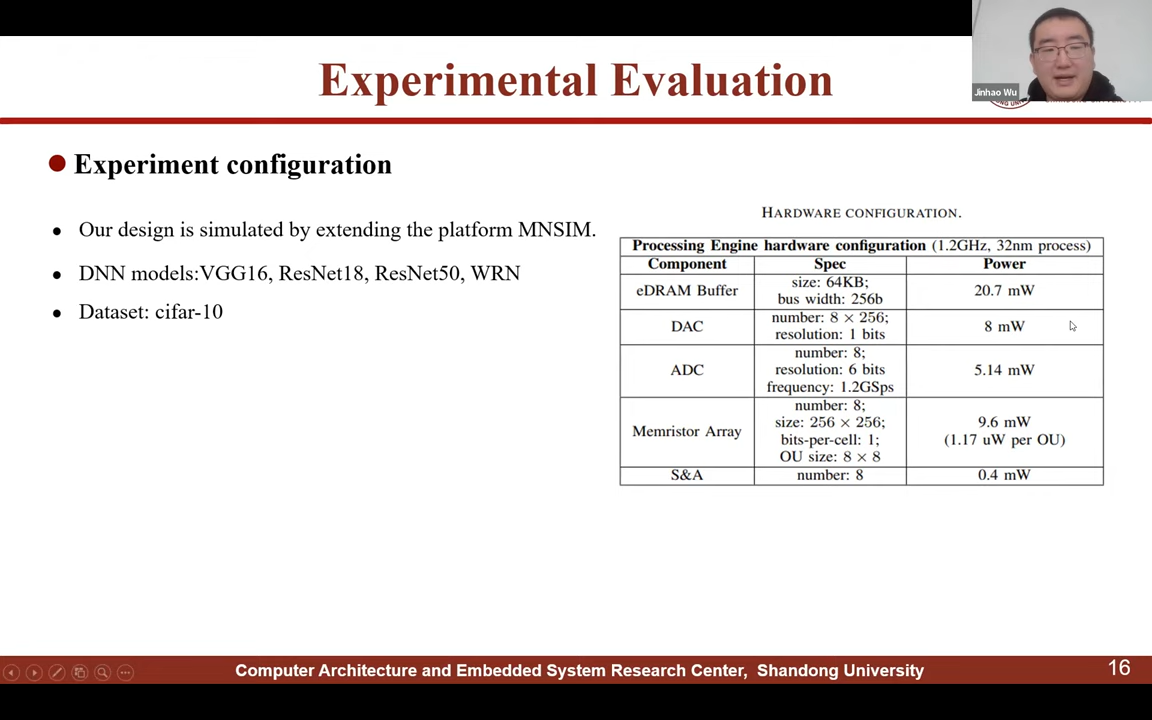 Experimental Evaluation
Jinhao Wu
Experiment configuration
Our design is simulated by extending the platform MNSIM.
DNN models:VGG16, ResNet18, ResNet50, WRN
Dataset: cifar-10
HARDWARE CONFIGURATION.
Processing Engine hardware configuration (1.2GHz, 32nm process)
Component Spec Power
eDRAM Buffer size: 64KB; 20.7 mW
bus width: 256b
DAC number: 8 × 256; 8 mW
resolution: 1 bits
ADC number: 8; 5.14 mW
resolution: 6 bits
frequency: 1.2GSps
Memristor Array number: 8; 9.6 mW
size: 256 × 256; (1.17 uW per OU)
bits-per-cell: 1;
OU size: 8 × 8
S&A number: 8 0.4 mW
Computer Architecture and Embedded System Research Center, Shandong University
16